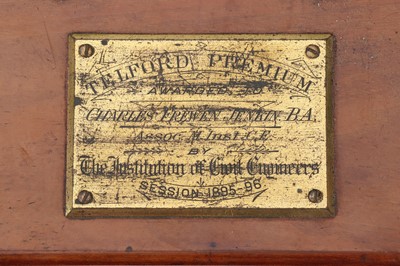 TELFORD PREMIUM
AWARDED TO
CHARLES FREWEN JENKIN B.A.
ASSOC. M. INST. C.E.
BY
The Institution of Civil Engineers
SESSION 1895-96